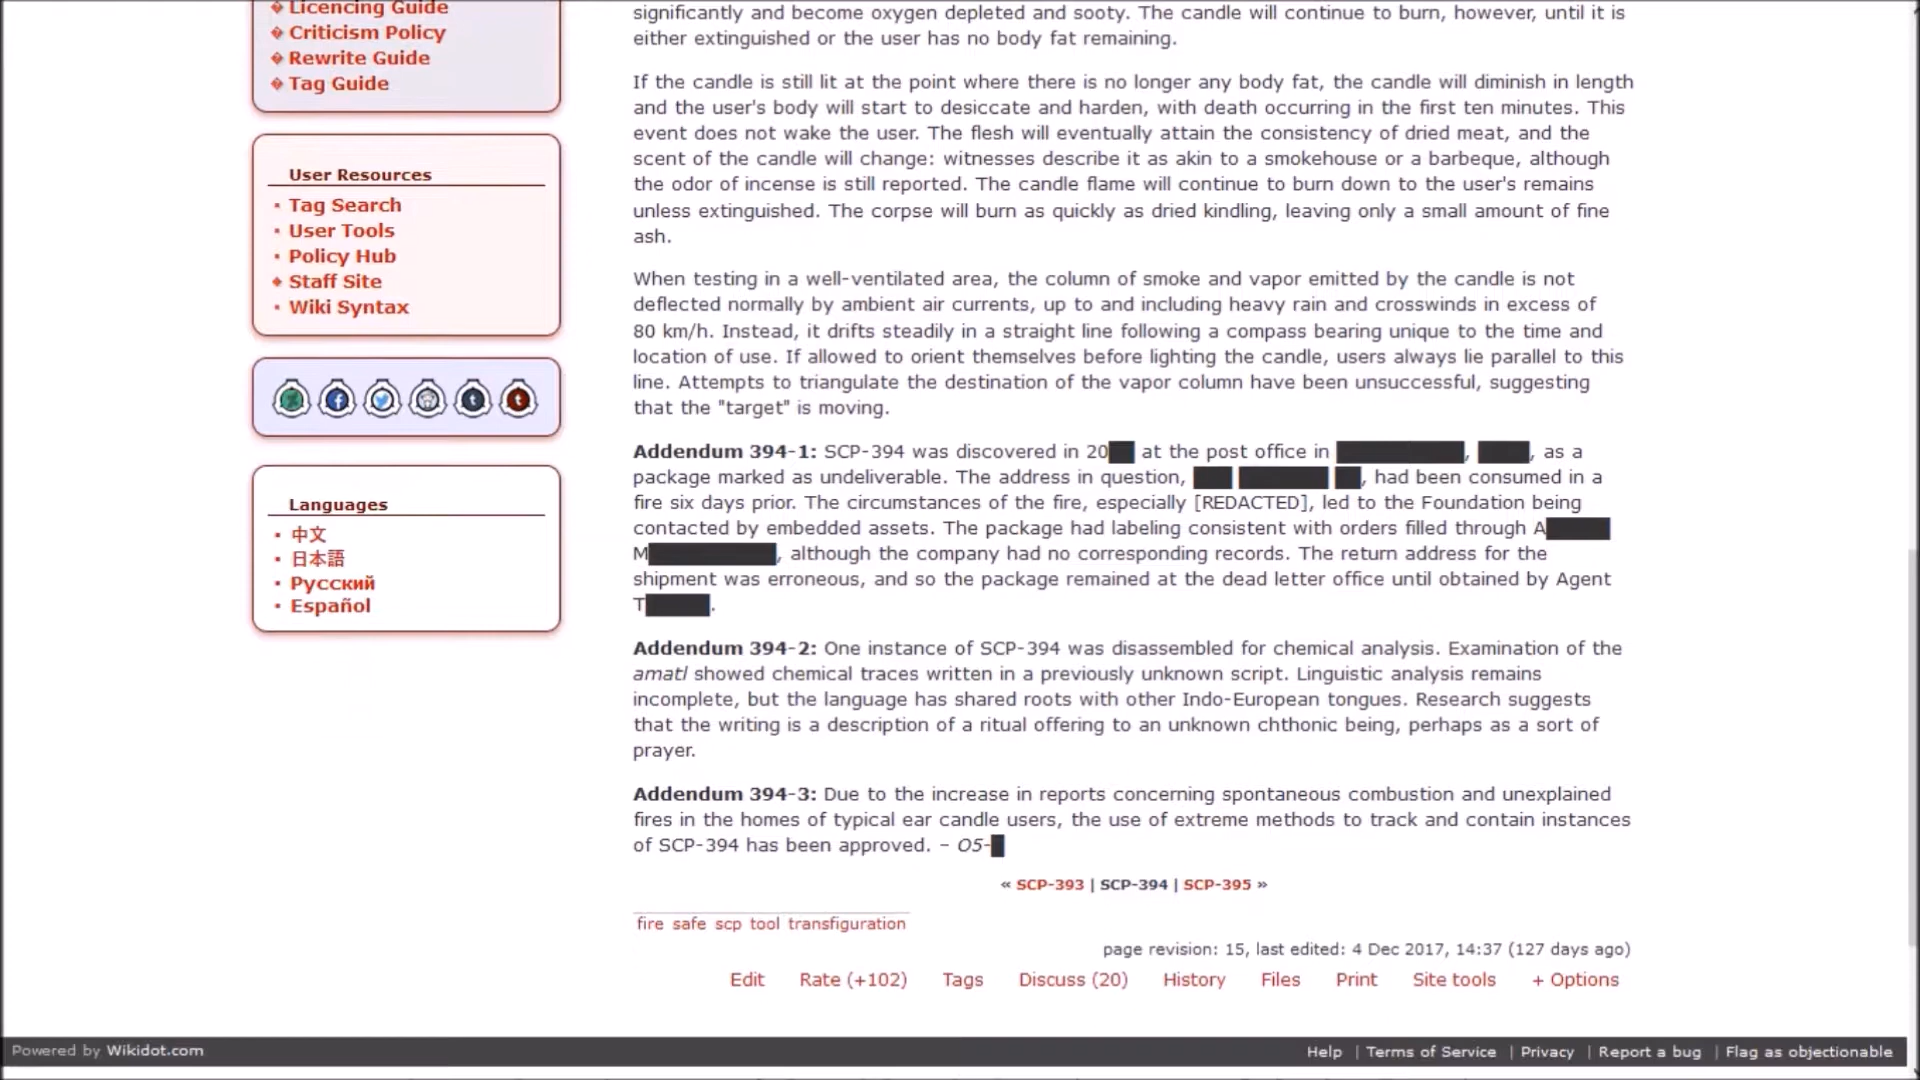 Licencing Guide
Criticism Policy
Rewrite Guide
Tag Guide
User Resources
Tag Search
User Tools
Policy Hub
Staff Site
Wiki Syntax
Languages
中文
日本語
Русский
Español
significantly and become oxygen depleted and sooty. The candle will continue to burn, however, until it is
either extinguished or the user has no body fat remaining.
If the candle is still lit at the point where there is no longer any body fat, the candle will diminish in length
and the user's body will start to desiccate and harden, with death occurring in the first ten minutes. This
event does not wake the user. The flesh will eventually attain the consistency of dried meat, and the
scent of the candle will change: witnesses describe it as akin to a smokehouse or a barbeque, although
the odor of incense is still reported. The candle flame will continue to burn down to the user's remains
unless extinguished. The corpse will burn as quickly as dried kindling, leaving only a small amount of fine
ash.
When testing in a well-ventilated area, the column of smoke and vapor emitted by the candle is not
deflected normally by ambient air currents, up to and including heavy rain and crosswinds in excess of
80 km/h. Instead, it drifts steadily in a straight line following a compass bearing unique to the time and
location of use. If allowed to orient themselves before lighting the candle, users always lie parallel to this
line. Attempts to triangulate the destination of the vapor column have been unsuccessful, suggesting
that the "target" is moving.
Addendum 394-1: SCP-394 was discovered in 20██ at the post office in ██████████, ████, as a
package marked as undeliverable. The address in question, ███ ███████ ██, had been consumed in a
fire six days prior. The circumstances of the fire, especially [REDACTED], led to the Foundation being
contacted by embedded assets. The package had labeling consistent with orders filled through A█████
M██████████, although the company had no corresponding records. The return address for the
shipment was erroneous, and so the package remained at the dead letter office until obtained by Agent
T█████.
Addendum 394-2: One instance of SCP-394 was disassembled for chemical analysis. Examination of the
amatl showed chemical traces written in a previously unknown script. Linguistic analysis remains
incomplete, but the language has shared roots with other Indo-European tongues. Research suggests
that the writing is a description of a ritual offering to an unknown chthonic being, perhaps as a sort of
prayer.
Addendum 394-3: Due to the increase in reports concerning spontaneous combustion and unexplained
fires in the homes of typical ear candle users, the use of extreme methods to track and contain instances
of SCP-394 has been approved. – O5-█
« SCP-393 | SCP-394 | SCP-395 »
fire safe scp tool transfiguration
page revision: 15, last edited: 4 Dec 2017, 14:37 (127 days ago)
Edit Rate (+102) Tags Discuss (20) History Files Print Site tools + Options
Powered by Wikidot.com
Help | Terms of Service | Privacy | Report a bug | Flag as objectionable